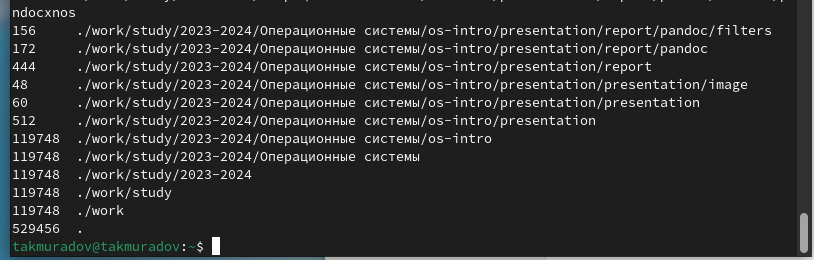 ndocxnos
156     ./work/study/2023-2024/Операционные системы/os-intro/presentation/report/pandoc/filters
172     ./work/study/2023-2024/Операционные системы/os-intro/presentation/report/pandoc
444     ./work/study/2023-2024/Операционные системы/os-intro/presentation/report
48      ./work/study/2023-2024/Операционные системы/os-intro/presentation/presentation/image
60      ./work/study/2023-2024/Операционные системы/os-intro/presentation/presentation
512     ./work/study/2023-2024/Операционные системы/os-intro/presentation
119748  ./work/study/2023-2024/Операционные системы/os-intro
119748  ./work/study/2023-2024/Операционные системы
119748  ./work/study/2023-2024
119748  ./work/study
119748  ./work
529456  .
takmuradov@takmuradov:~$